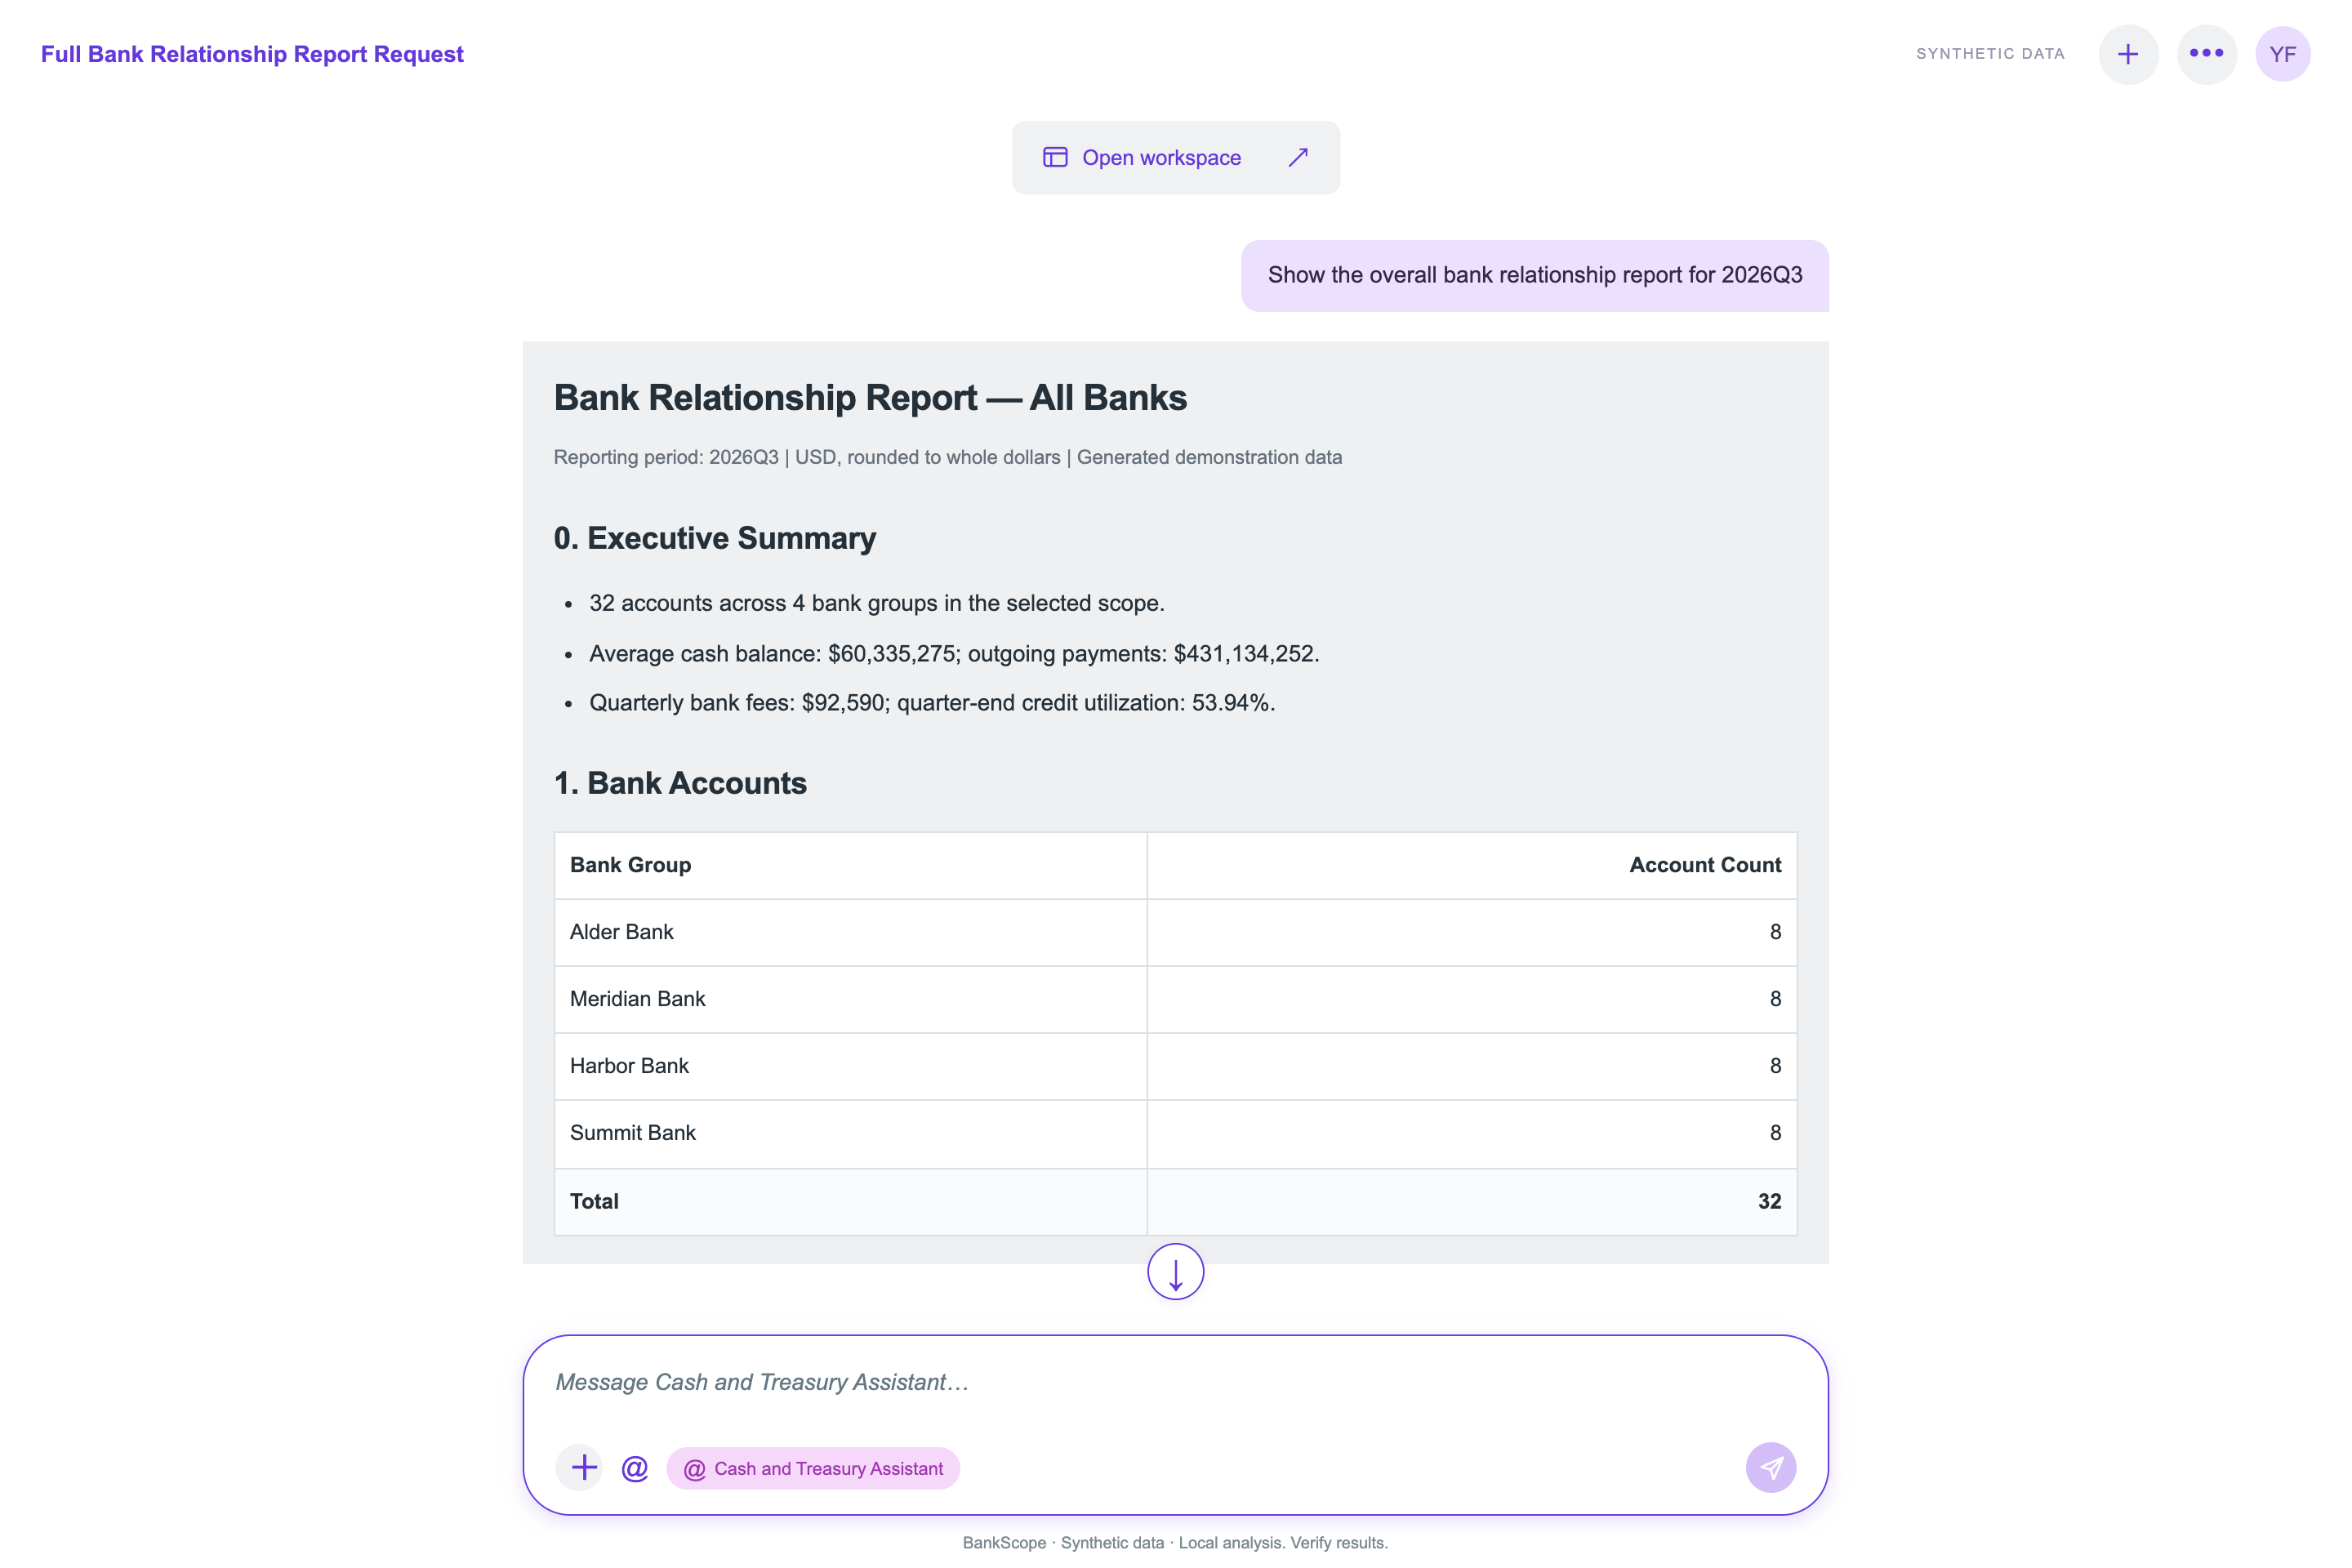 Full Bank Relationship Report Request
SYNTHETIC DATA
YF
Open workspace
Show the overall bank relationship report for 2026Q3
Bank Relationship Report — All Banks
Reporting period: 2026Q3 | USD, rounded to whole dollars | Generated demonstration data
0. Executive Summary
• 32 accounts across 4 bank groups in the selected scope.
• Average cash balance: $60,335,275; outgoing payments: $431,134,252.
• Quarterly bank fees: $92,590; quarter-end credit utilization: 53.94%.
1. Bank Accounts
Bank Group Account Count
Alder Bank 8
Meridian Bank 8
Harbor Bank 8
Summit Bank 8
Total 32
Message Cash and Treasury Assistant…
@ @ Cash and Treasury Assistant
BankScope · Synthetic data · Local analysis. Verify results.